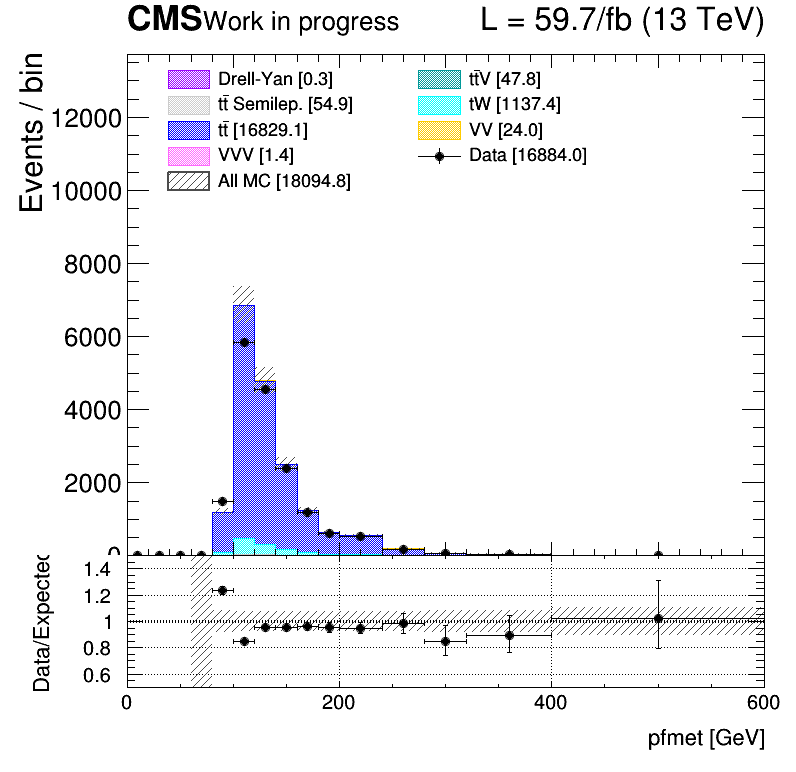 CMS Work in progress L = 59.7/fb (13 TeV)
Events / bin
Drell-Yan [0.3]
tt̄ Semilep. [54.9]
tt̄ [16829.1]
VVV [1.4]
All MC [18094.8]
tt̄V [47.8]
tW [1137.4]
VV [24.0]
Data [16884.0]
12000
10000
8000
6000
4000
2000
0
Data/Expected
1.4
1.2
1
0.8
0.6
0 200 400 600
pfmet [GeV]